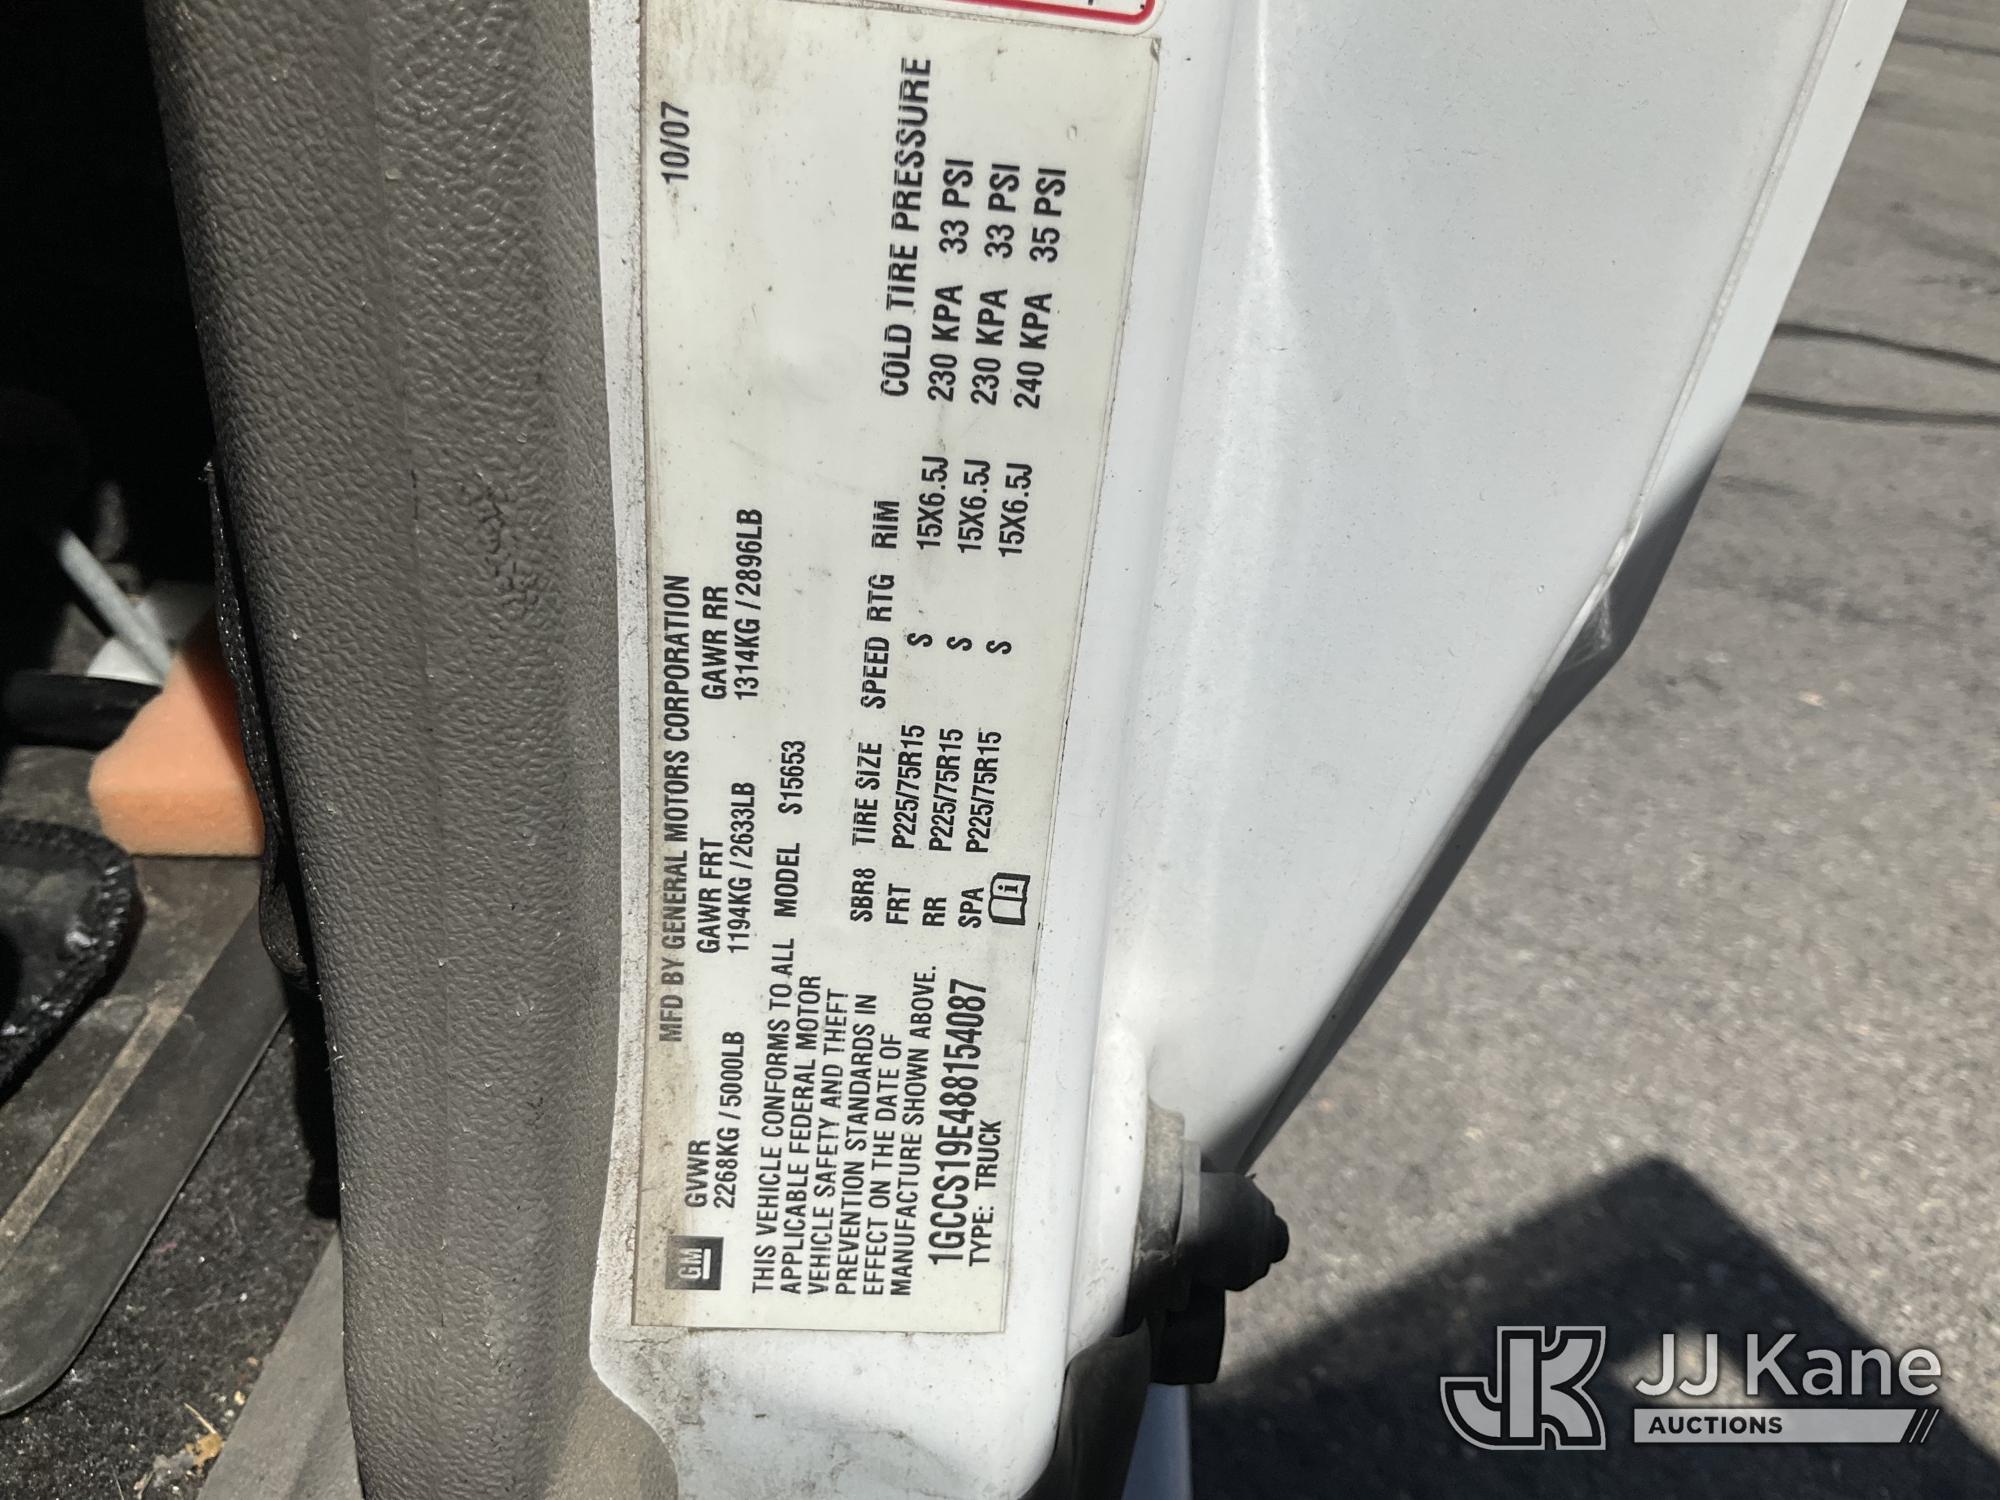 MFD BY GENERAL MOTORS CORPORATION 10/07
GM
GVWR GAWR FRT GAWR RR
2268KG / 5000LB 1194KG / 2633LB 1314KG / 2896LB
THIS VEHICLE CONFORMS TO ALL
APPLICABLE FEDERAL MOTOR
VEHICLE SAFETY AND THEFT
PREVENTION STANDARDS IN
EFFECT ON THE DATE OF
MANUFACTURE SHOWN ABOVE.
1GCCS19E488154087
TYPE: TRUCK
MODEL S15653
SBR8 TIRE SIZE SPEED RTG RIM COLD TIRE PRESSURE
FRT P225/75R15 S 15X6.5J 230 KPA 33 PSI
RR P225/75R15 S 15X6.5J 230 KPA 33 PSI
SPA P225/75R15 S 15X6.5J 240 KPA 35 PSI
i
JK JJ Kane
AUCTIONS